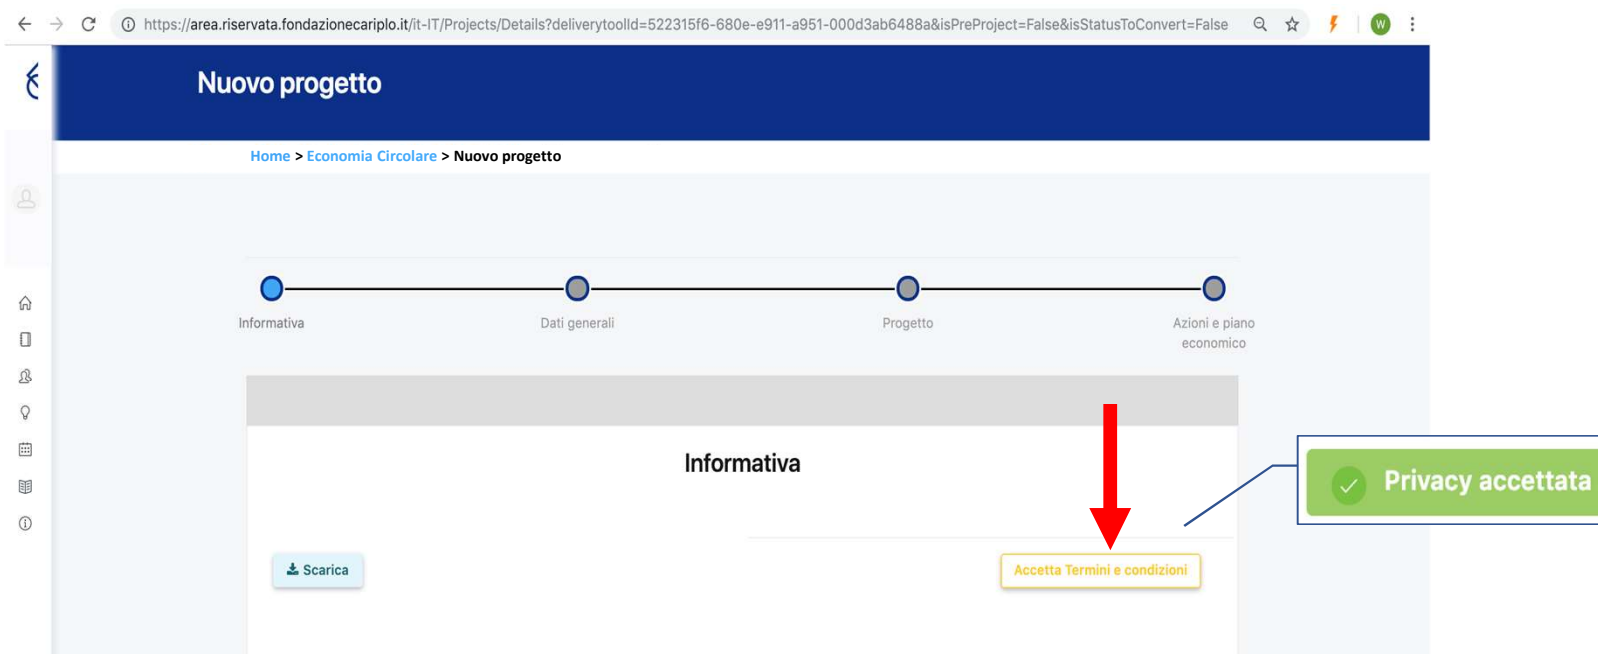 https://area.riservata.fondazionecariplo.it/it-IT/Projects/Details?deliverytoolId=522315f6-680e-e911-a951-000d3ab6488a&isPreProject=False&isStatusToConvert=False
W
Nuovo progetto
Home > Economia Circolare > Nuovo progetto
Informativa
Dati generali
Progetto
Azioni e piano
economico
Informativa
Privacy accettata
Scarica
Accetta Termini e condizioni